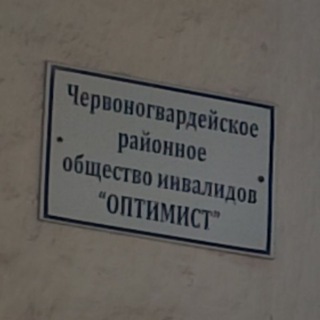 Червоногвардейское
районное
общество инвалидов
“ОПТИМИСТ”